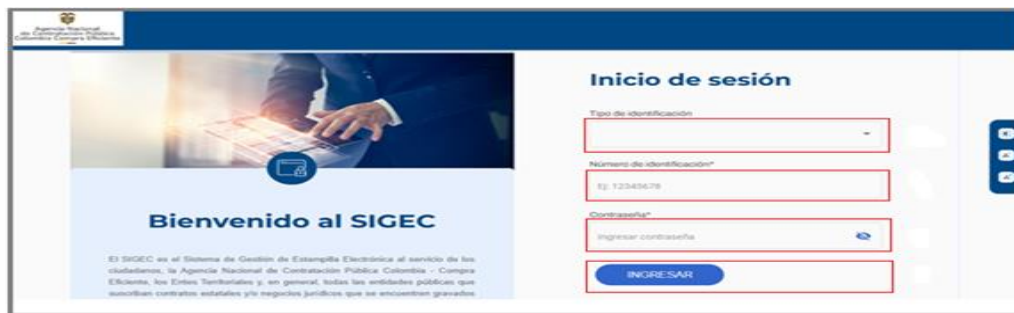 Agencia Nacional
de Contratación Pública
Colombia Compra Eficiente
Inicio de sesión
Tipo de identificación
Número de identificación*
Ej: 12345678
Contraseña*
Ingresar contraseña
INGRESAR
Bienvenido al SIGEC
El SIGEC es el Sistema de Gestión de Estampilla Electrónica al servicio de los
ciudadanos, la Agencia Nacional de Contratación Pública Colombia - Compra
Eficiente, los Entes Territoriales y, en general, todas las entidades públicas que
suscriban contratos estatales y/o negocios jurídicos que se encuentren gravados